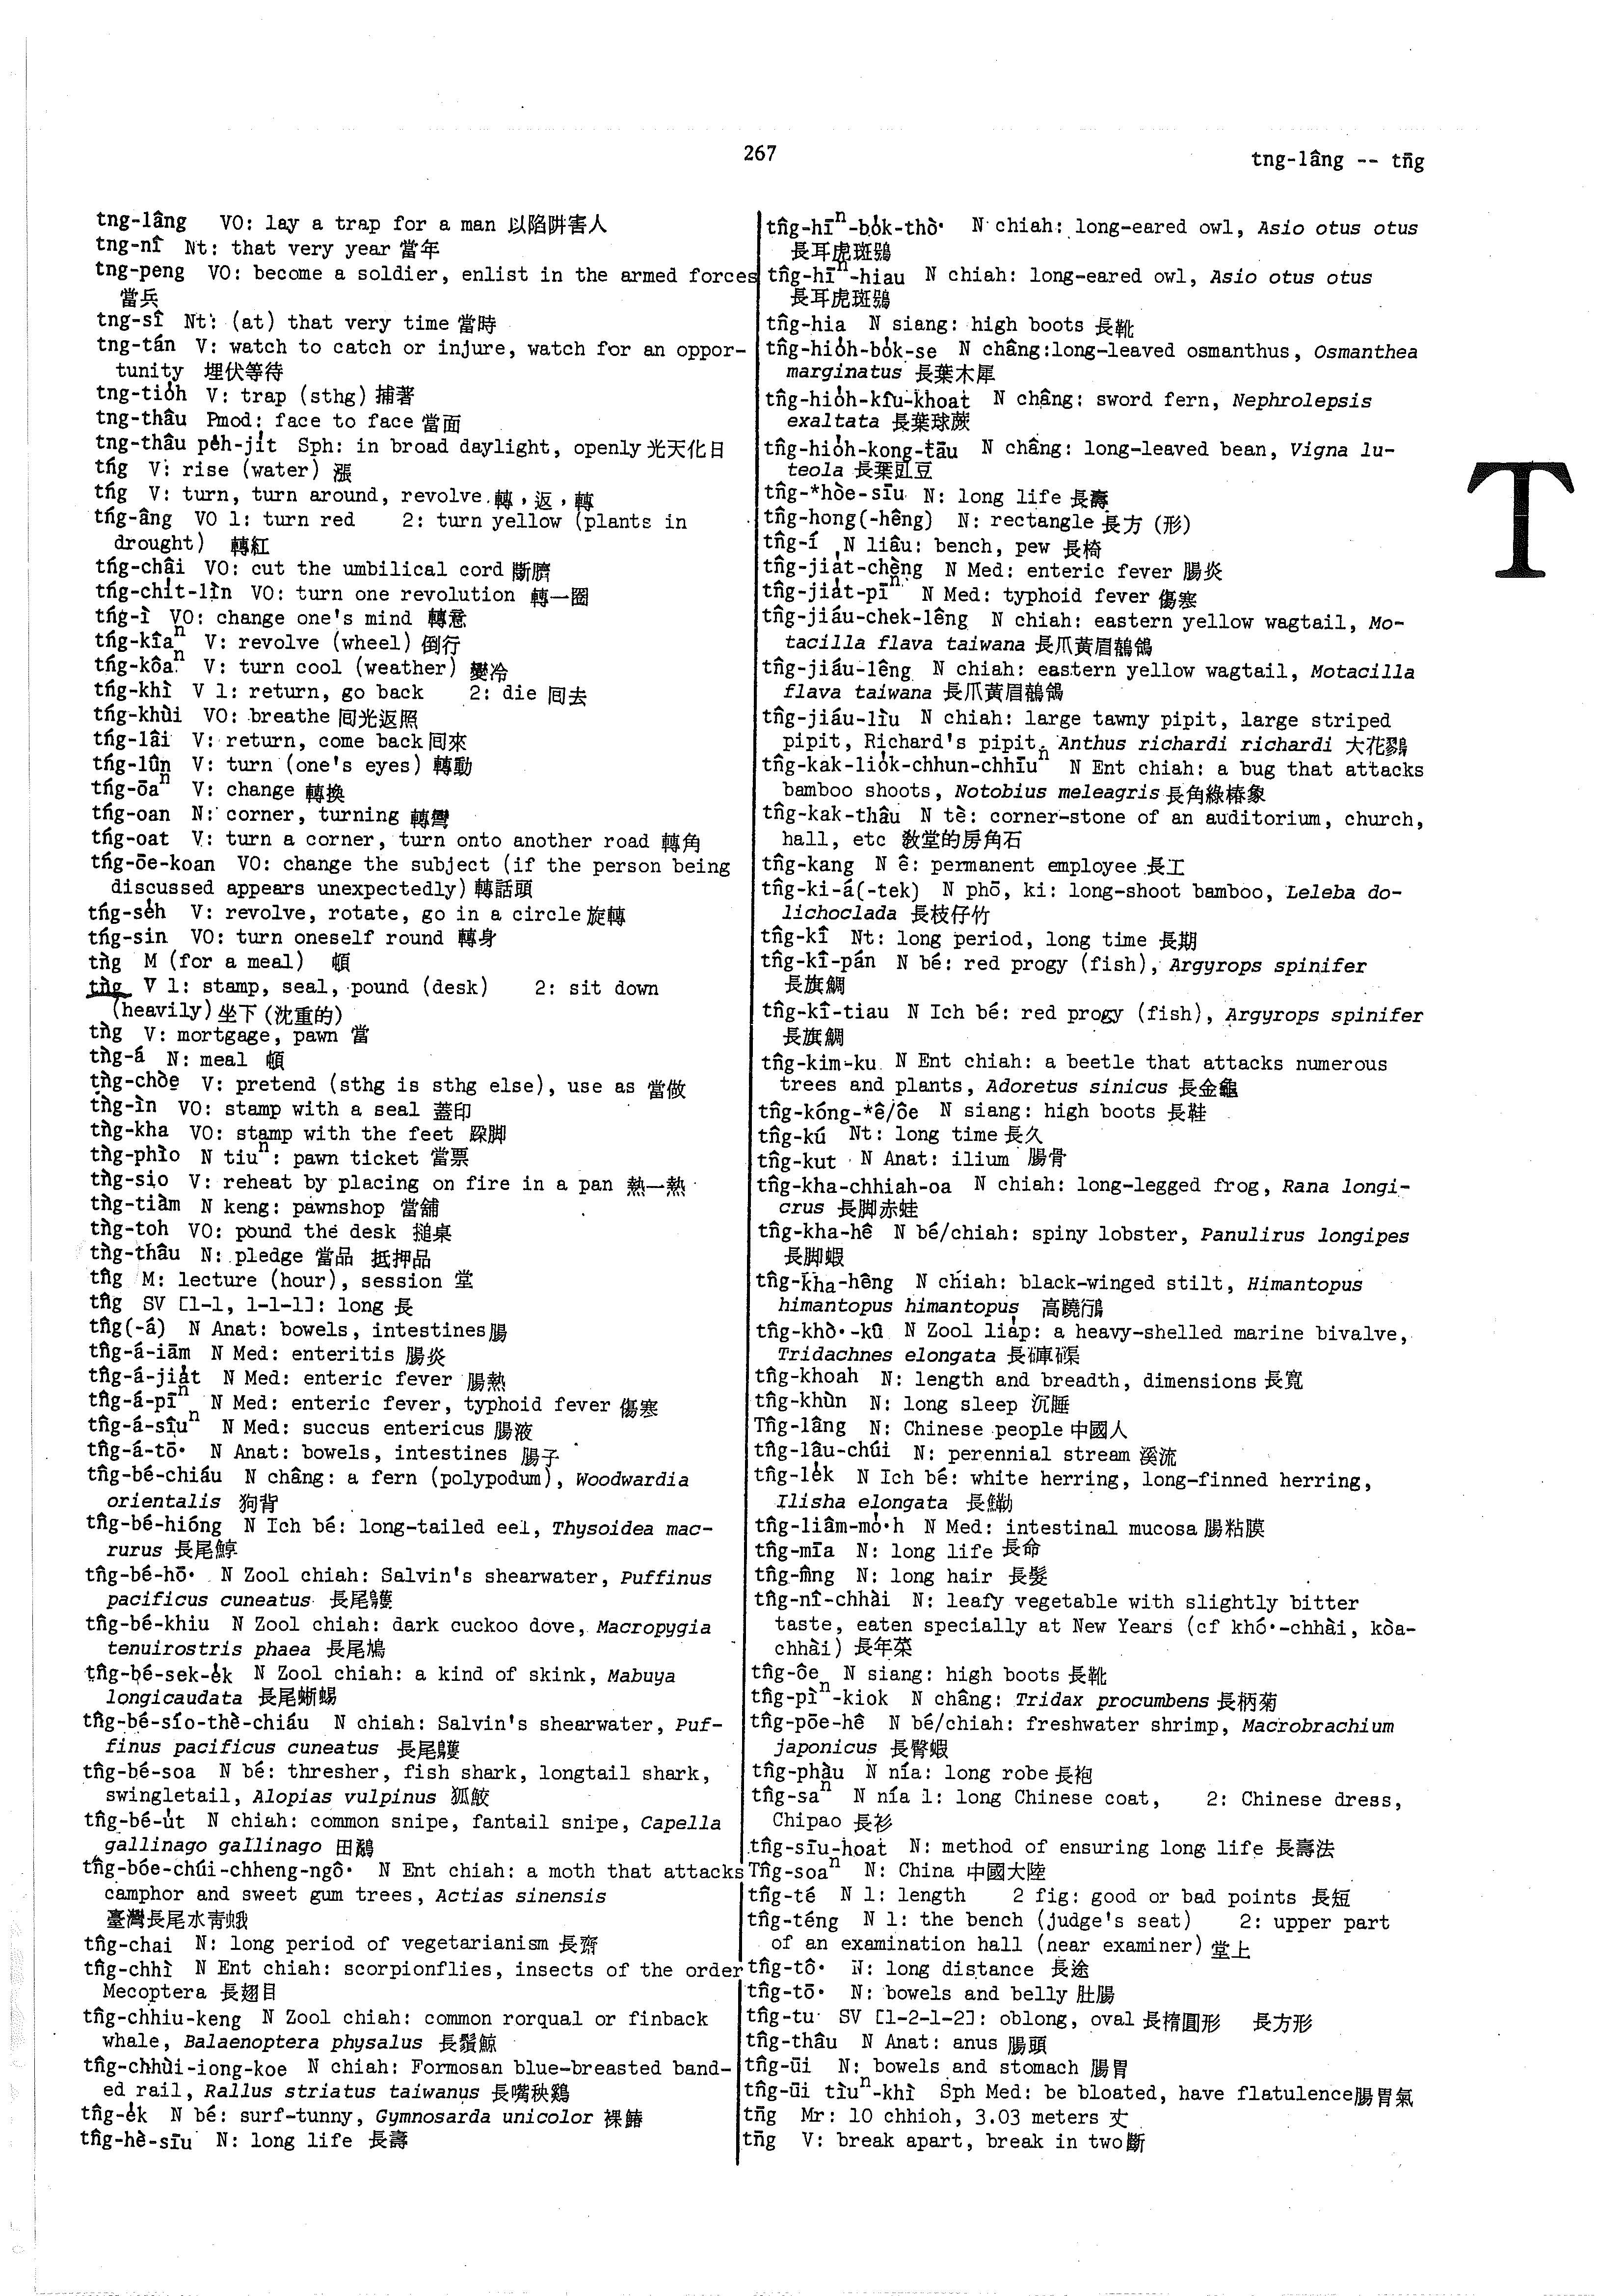 267
tng-lâng -- tn̄g
tng-lâng VO: lay a trap for a man 以陷阱害人
tng-nî Nt: that very year 當年
tng-peng VO: become a soldier, enlist in the armed forces
當兵
tng-sî Nt: (at) that very time 當時
tng-tán V: watch to catch or injure, watch for an oppor-
tunity 埋伏等待
tng-tio̍h V: trap (sthg) 捕著
tng-thâu Pmod: face to face 當面
tng-thâu pe̍h-ji̍t Sph: in broad daylight, openly 光天化日
tńg V: rise (water) 漲
tńg V: turn, turn around, revolve 轉，返，轉
tńg-âng VO 1: turn red 2: turn yellow (plants in
drought) 轉紅
tńg-châi VO: cut the umbilical cord 斷臍
tńg-chi̍t-lìn VO: turn one revolution 轉一圈
tńg-ì VO: change one's mind 轉意
tńg-kîaⁿ V: revolve (wheel) 倒行
tńg-kôaⁿ V: turn cool (weather) 變冷
tńg-khì V 1: return, go back 2: die 囘去
tńg-khùi VO: breathe 囘光返照
tńg-lâi V: return, come back 囘來
tńg-lûn V: turn (one's eyes) 轉動
tńg-ōaⁿ V: change 轉換
tńg-oan N: corner, turning 轉彎
tńg-oat V: turn a corner, turn onto another road 轉角
tńg-ōe-koan VO: change the subject (if the person being
discussed appears unexpectedly) 轉話頭
tńg-se̍h V: revolve, rotate, go in a circle 旋轉
tńg-sin VO: turn oneself round 轉身
tǹg M (for a meal) 頓
tǹg V 1: stamp, seal, pound (desk) 2: sit down
(heavily) 坐下 (沈重的)
tǹg V: mortgage, pawn 當
tǹg-á N: meal 頓
tǹg-chòe V: pretend (sthg is sthg else), use as 當做
tǹg-ìn VO: stamp with a seal 蓋印
tǹg-kha VO: stamp with the feet 跺脚
tǹg-phìo N tiuⁿ: pawn ticket 當票
tǹg-sio V: reheat by placing on fire in a pan 熱一熱
tǹg-tiàm N keng: pawnshop 當舖
tǹg-toh VO: pound the desk 搥桌
tǹg-thâu N: pledge 當品 抵押品
tn̂g M: lecture (hour), session 堂
tn̂g SV [1-1, 1-1-1]: long 長
tn̂g(-á) N Anat: bowels, intestines 腸
tn̂g-á-iām N Med: enteritis 腸炎
tn̂g-á-jia̍t N Med: enteric fever 腸熱
tn̂g-á-pīⁿ N Med: enteric fever, typhoid fever 傷寒
tn̂g-á-sîuⁿ N Med: succus entericus 腸液
tn̂g-á-tō· N Anat: bowels, intestines 腸子
tn̂g-bé-chiáu N châng: a fern (polypodum), Woodwardia
orientalis 狗背
tn̂g-bé-hióng N Ich bé: long-tailed eel, Thysoidea mac-
rurus 長尾鯙
tn̂g-bé-hō· N Zool chiah: Salvin's shearwater, Puffinus
pacificus cuneatus 長尾鸌
tn̂g-bé-khiu N Zool chiah: dark cuckoo dove, Macropygia
tenuirostris phaea 長尾鳩
tn̂g-bé-sek-e̍k N Zool chiah: a kind of skink, Mabuya
longicaudata 長尾蜥蜴
tn̂g-bé-sío-thè-chiáu N chiah: Salvin's shearwater, Puf-
finus pacificus cuneatus 長尾鸌
tn̂g-bé-soa N bé: thresher, fish shark, longtail shark,
swingletail, Alopias vulpinus 狐鮫
tn̂g-bé-u̍t N chiah: common snipe, fantail snipe, Capella
gallinago gallinago 田鷸
tn̂g-bóe-chúi-chheng-ngô· N Ent chiah: a moth that attacks
camphor and sweet gum trees, Actias sinensis
臺灣長尾水青蛾
tn̂g-chai N: long period of vegetarianism 長齋
tn̂g-chhì N Ent chiah: scorpionflies, insects of the order
Mecoptera 長翅目
tn̂g-chhiu-keng N Zool chiah: common rorqual or finback
whale, Balaenoptera physalus 長鬚鯨
tn̂g-chhùi-iong-koe N chiah: Formosan blue-breasted band-
ed rail, Rallus striatus taiwanus 長嘴秧鷄
tn̂g-e̍k N bé: surf-tunny, Gymnosarda unicolor 裸鰆
tn̂g-hè-sīu N: long life 長壽
tn̂g-hīⁿ-bo̍k-thò· N chiah: long-eared owl, Asio otus otus
長耳虎斑鴞
tn̂g-hīⁿ-hiau N chiah: long-eared owl, Asio otus otus
長耳虎斑鴞
tn̂g-hia N siang: high boots 長靴
tn̂g-hio̍h-bo̍k-se N châng:long-leaved osmanthus, Osmanthea
marginatus 長葉木犀
tn̂g-hio̍h-kîu-khoat N châng: sword fern, Nephrolepsis
exaltata 長葉球蕨
tn̂g-hio̍h-kong-tāu N châng: long-leaved bean, Vigna lu-
teola 長葉豇豆
tn̂g-*hòe-sīu N: long life 長壽
tn̂g-hong(-hêng) N: rectangle 長方 (形)
tn̂g-í N liâu: bench, pew 長椅
tn̂g-jia̍t-chèng N Med: enteric fever 腸炎
tn̂g-jia̍t-pīⁿ N Med: typhoid fever 傷寒
tn̂g-jiáu-chek-lêng N chiah: eastern yellow wagtail, Mo-
tacilla flava taiwana 長爪黃眉鶺鴒
tn̂g-jiáu-lêng N chiah: eastern yellow wagtail, Motacilla
flava taiwana 長爪黃眉鶺鴒
tn̂g-jiáu-līu N chiah: large tawny pipit, large striped
pipit, Richard's pipit, Anthus richardi richardi 大花鷚
tn̂g-kak-lio̍k-chhun-chhīuⁿ N Ent chiah: a bug that attacks
bamboo shoots, Notobius meleagris 長角綠椿象
tn̂g-kak-thâu N tè: corner-stone of an auditorium, church,
hall, etc 敎堂的房角石
tn̂g-kang N ê: permanent employee 長工
tn̂g-ki-á(-tek) N phō, ki: long-shoot bamboo, Leleba do-
lichoclada 長枝仔竹
tn̂g-kî Nt: long period, long time 長期
tn̂g-kî-pán N bé: red progy (fish), Argyrops spinifer
長旗鯛
tn̂g-kî-tiau N Ich bé: red progy (fish), Argyrops spinifer
長旗鯛
tn̂g-kim-ku N Ent chiah: a beetle that attacks numerous
trees and plants, Adoretus sinicus 長金龜
tn̂g-kóng-*ê/ôe N siang: high boots 長鞋
tn̂g-kú Nt: long time 長久
tn̂g-kut N Anat: ilium 腸骨
tn̂g-kha-chhiah-oa N chiah: long-legged frog, Rana longi-
crus 長脚赤蛙
tn̂g-kha-hê N bé/chiah: spiny lobster, Panulirus longipes
長脚蝦
tn̂g-kha-hêng N chiah: black-winged stilt, Himantopus
himantopus himantopus 高蹺鴴
tn̂g-khò·-kû N Zool lia̍p: a heavy-shelled marine bivalve,
Tridachnes elongata 長硨磲
tn̂g-khoah N: length and breadth, dimensions 長寬
tn̂g-khùn N: long sleep 沉睡
Tn̂g-lâng N: Chinese people 中國人
tn̂g-lâu-chúi N: perennial stream 溪流
tn̂g-le̍k N Ich bé: white herring, long-finned herring,
Ilisha elongata 長鰳
tn̂g-liâm-mo̍·h N Med: intestinal mucosa 腸粘膜
tn̂g-mīa N: long life 長命
tn̂g-m̂ng N: long hair 長髮
tn̂g-nî-chhài N: leafy vegetable with slightly bitter
taste, eaten specially at New Years (cf khó·-chhài, kòa-
chhài) 長年菜
tn̂g-ôe N siang: high boots 長靴
tn̂g-pìⁿ-kiok N châng: Tridax procumbens 長柄菊
tn̂g-pōe-hê N bé/chiah: freshwater shrimp, Macrobrachium
japonicus 長臂蝦
tn̂g-phàu N nía: long robe 長袍
tn̂g-saⁿ N nía 1: long Chinese coat, 2: Chinese dress,
Chipao 長衫
tn̂g-sīu-hoat N: method of ensuring long life 長壽法
Tn̂g-soaⁿ N: China 中國大陸
tn̂g-té N 1: length 2 fig: good or bad points 長短
tn̂g-téng N 1: the bench (judge's seat) 2: upper part
of an examination hall (near examiner) 堂上
tn̂g-tô· N: long distance 長途
tn̂g-tō· N: bowels and belly 肚腸
tn̂g-tu SV [1-2-1-2]: oblong, oval 長橢圓形 長方形
tn̂g-thâu N Anat: anus 腸頭
tn̂g-ūi N: bowels and stomach 腸胃
tn̂g-ūi tìuⁿ-khì Sph Med: be bloated, have flatulence 腸胃氣
tn̄g Mr: 10 chhioh, 3.03 meters 丈
tn̄g V: break apart, break in two 斷
T